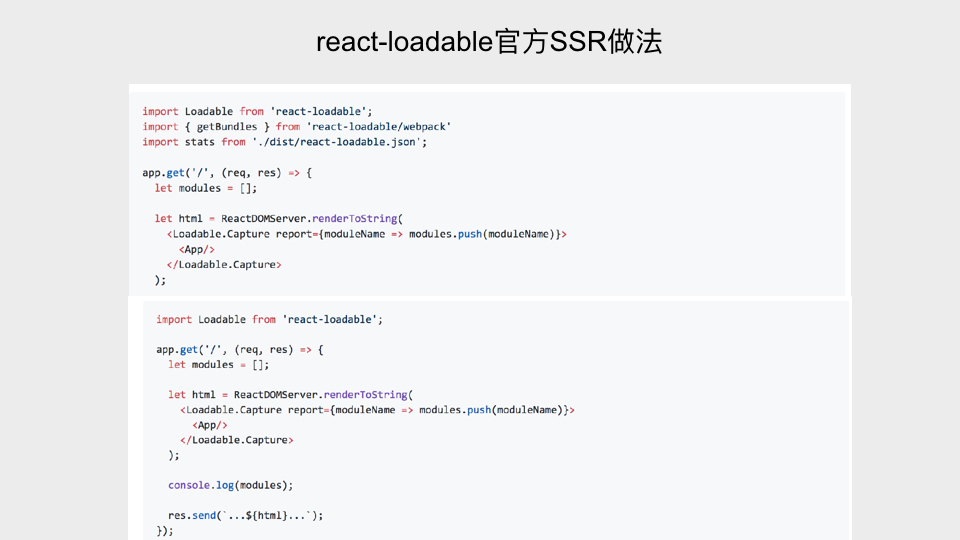 react-loadable官方SSR做法
import Loadable from 'react-loadable';
import { getBundles } from 'react-loadable/webpack'
import stats from './dist/react-loadable.json';
app.get('/', (req, res) => {
let modules = [];
let html = ReactDOMServer.renderToString(
<Loadable.Capture report={moduleName => modules.push(moduleName)}>
<App/>
</Loadable.Capture>
);
import Loadable from 'react-loadable';
app.get('/', (req, res) => {
let modules = [];
let html = ReactDOMServer.renderToString(
<Loadable.Capture report={moduleName => modules.push(moduleName)}>
<App/>
</Loadable.Capture>
);
console.log(modules);
res.send(`...${html}...`);
});